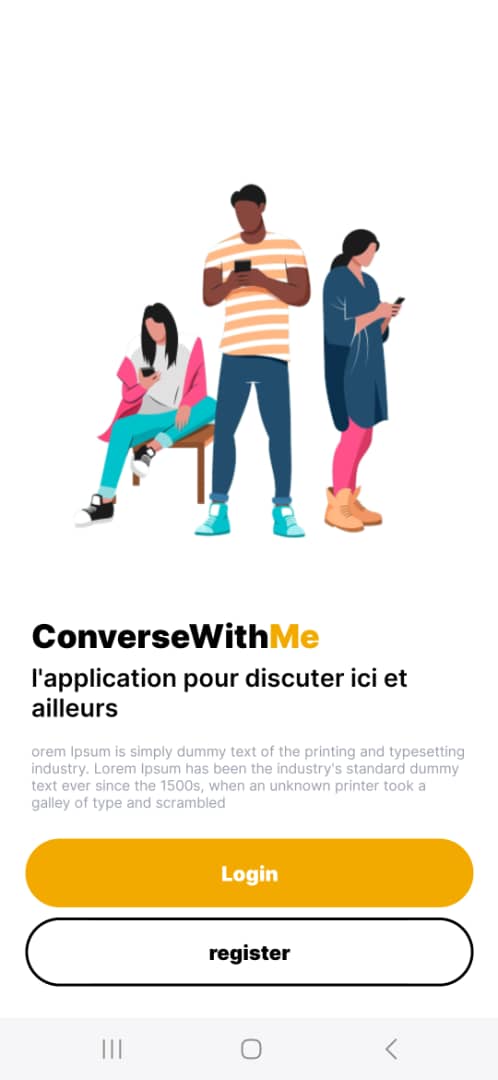 ConverseWithMe
l'application pour discuter ici et
ailleurs
orem Ipsum is simply dummy text of the printing and typesetting
industry. Lorem Ipsum has been the industry's standard dummy
text ever since the 1500s, when an unknown printer took a
galley of type and scrambled
Login
register